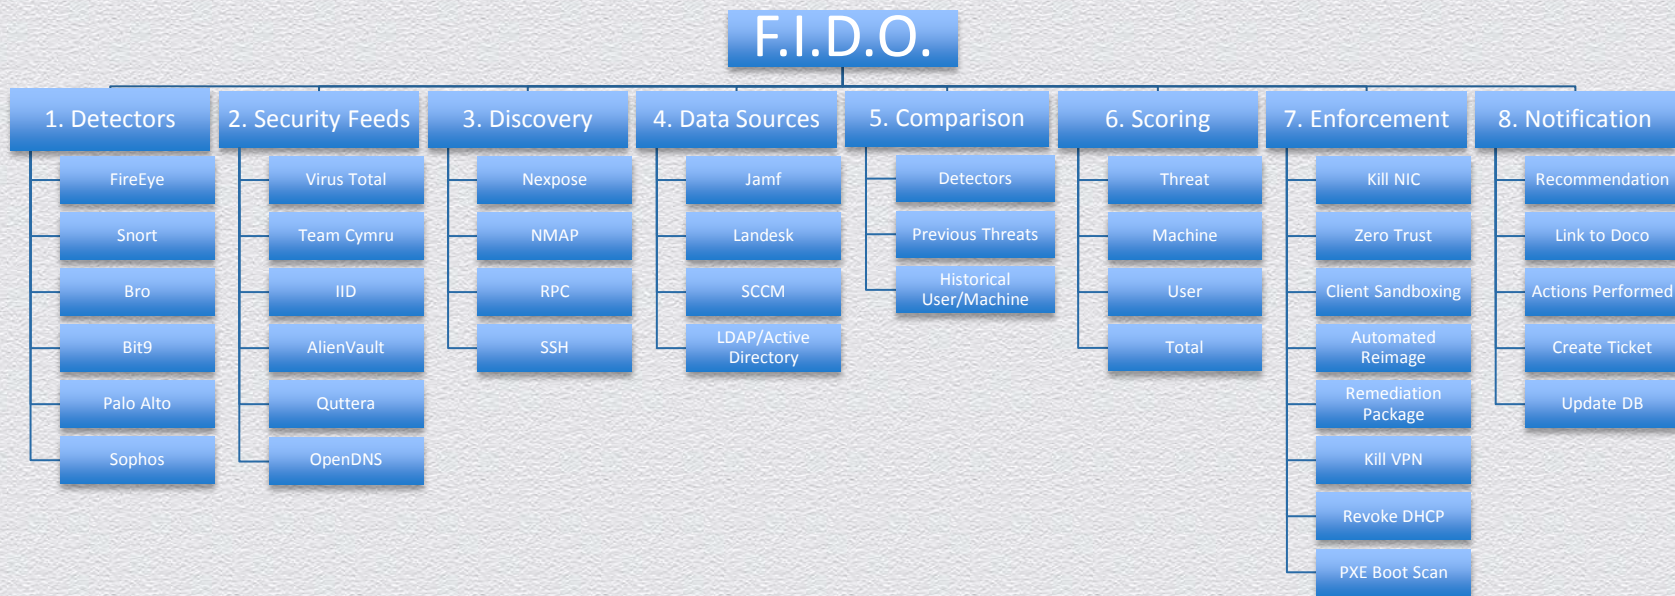 F.I.D.O.
1. Detectors
FireEye
Snort
Bro
Bit9
Palo Alto
Sophos
2. Security Feeds
Virus Total
Team Cymru
IID
AlienVault
Quttera
OpenDNS
3. Discovery
Nexpose
NMAP
RPC
SSH
4. Data Sources
Jamf
Landesk
SCCM
LDAP/Active
Directory
5. Comparison
Detectors
Previous Threats
Historical
User/Machine
6. Scoring
Threat
Machine
User
Total
7. Enforcement
Kill NIC
Zero Trust
Client Sandboxing
Automated
Reimage
Remediation
Package
Kill VPN
Revoke DHCP
PXE Boot Scan
8. Notification
Recommendation
Link to Doco
Actions Performed
Create Ticket
Update DB